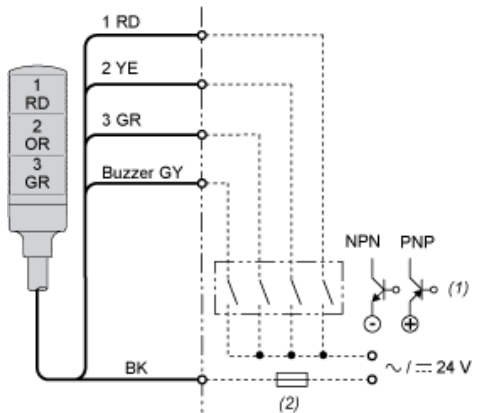 1 RD
2 YE
3 GR
Buzzer GY
1
RD
2
OR
3
GR
NPN PNP
(1)
- +
BK
~ / ⎓ 24 V
(2)